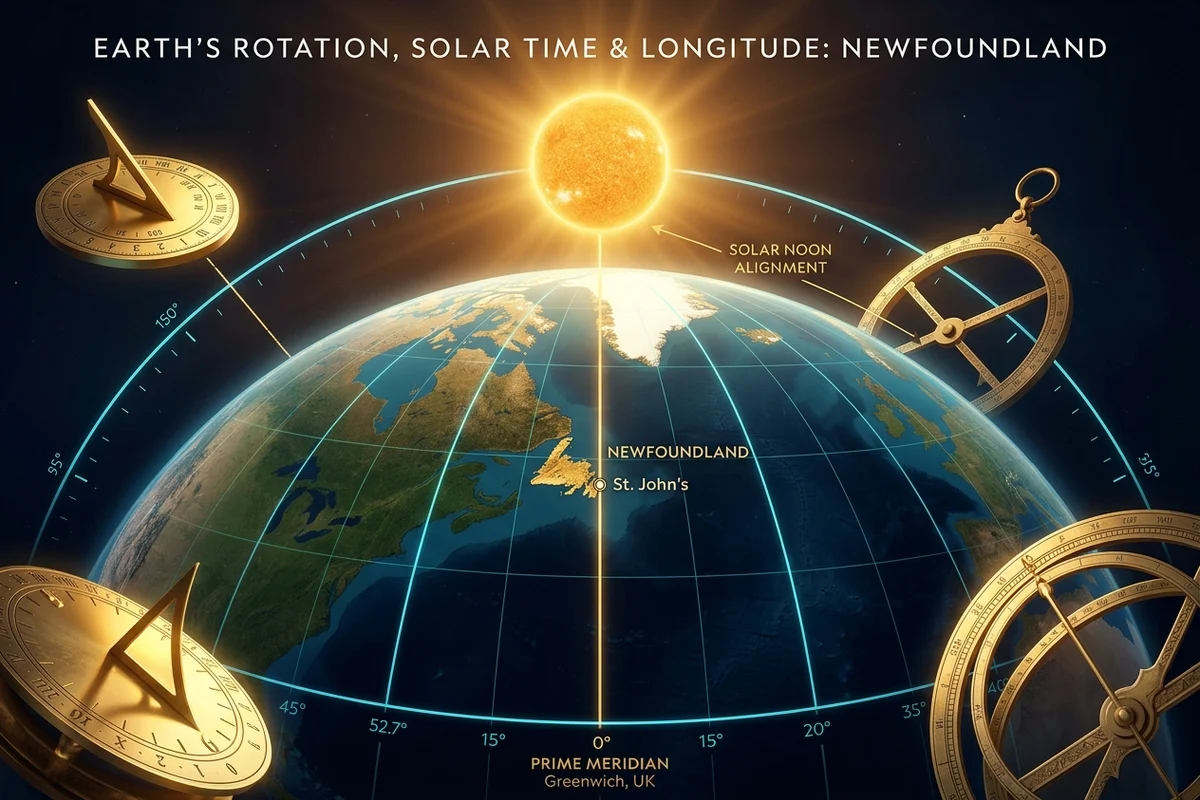 EARTH'S ROTATION, SOLAR TIME & LONGITUDE: NEWFOUNDLAND
SOLAR NOON
ALIGNMENT
150°
95°
NEWFOUNDLAND
St. John's
45°
52.7°
15°
0°
15°
20°
35°
PRIME MERIDIAN
Greenwich, UK